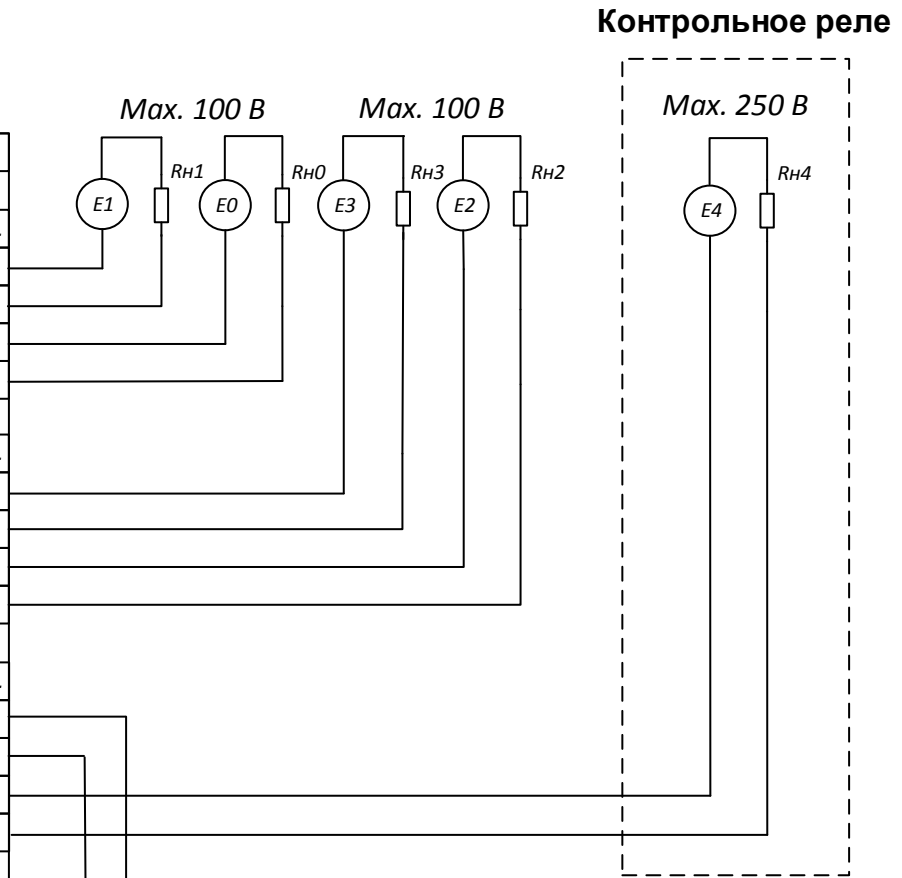 Контрольное реле
Max. 100 В
Max. 100 В
Max. 250 В
Rн1
Rн0
Rн3
Rн2
Rн4
E1
E0
E3
E2
E4